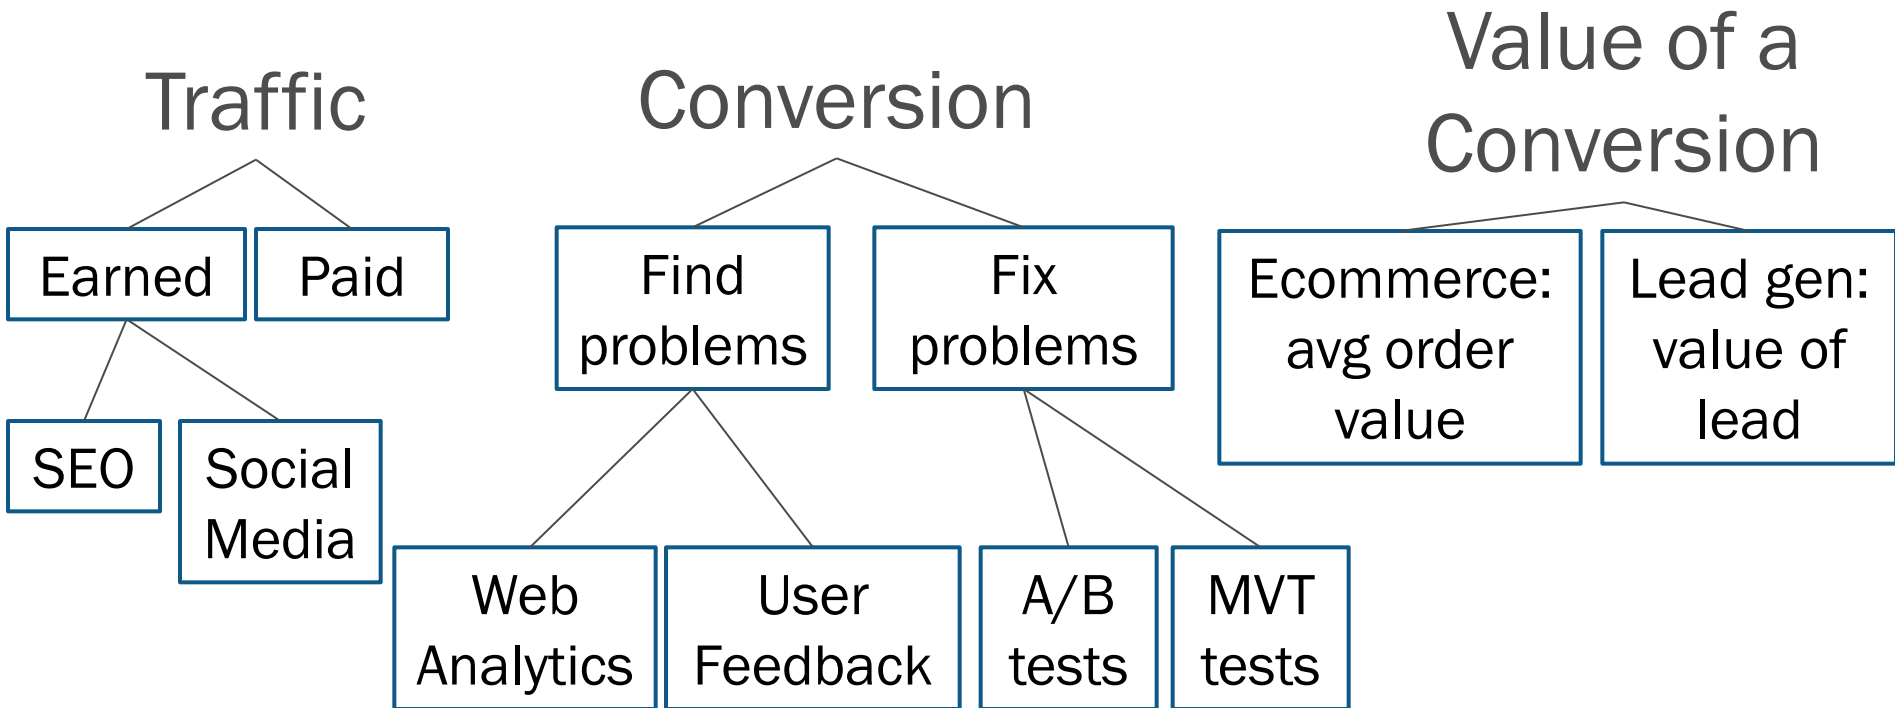 Traffic
Conversion
Value of a
Conversion
Earned
Paid
Find
problems
Fix
problems
Ecommerce:
avg order
value
Lead gen:
value of
lead
SEO
Social
Media
Web
Analytics
User
Feedback
A/B
tests
MVT
tests